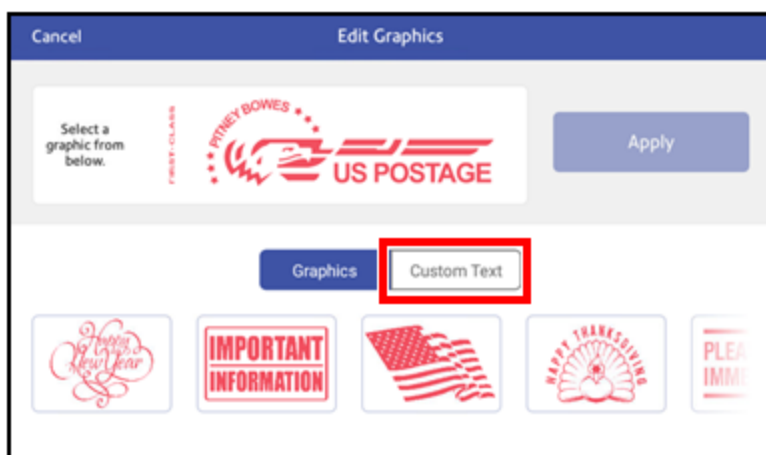 Cancel
Edit Graphics
Select a
graphic from
below.
FIRST-CLASS
PITNEY BOWES
US POSTAGE
Apply
Graphics
Custom Text
Happy
New Year
IMPORTANT
INFORMATION
HAPPY THANKSGIVING